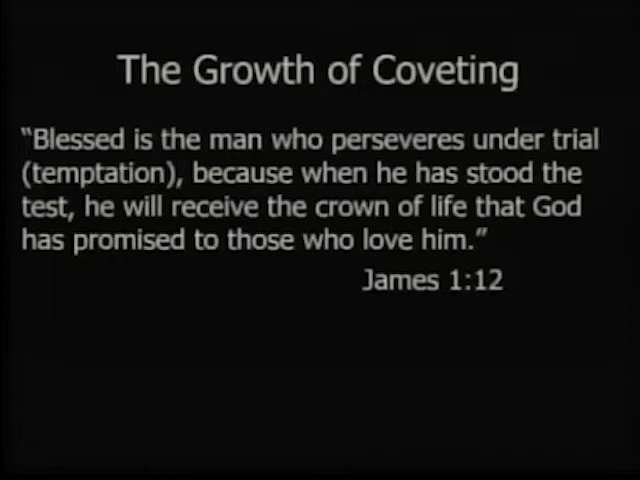 The Growth of Coveting
“Blessed is the man who perseveres under trial
(temptation), because when he has stood the
test, he will receive the crown of life that God
has promised to those who love him.”
James 1:12